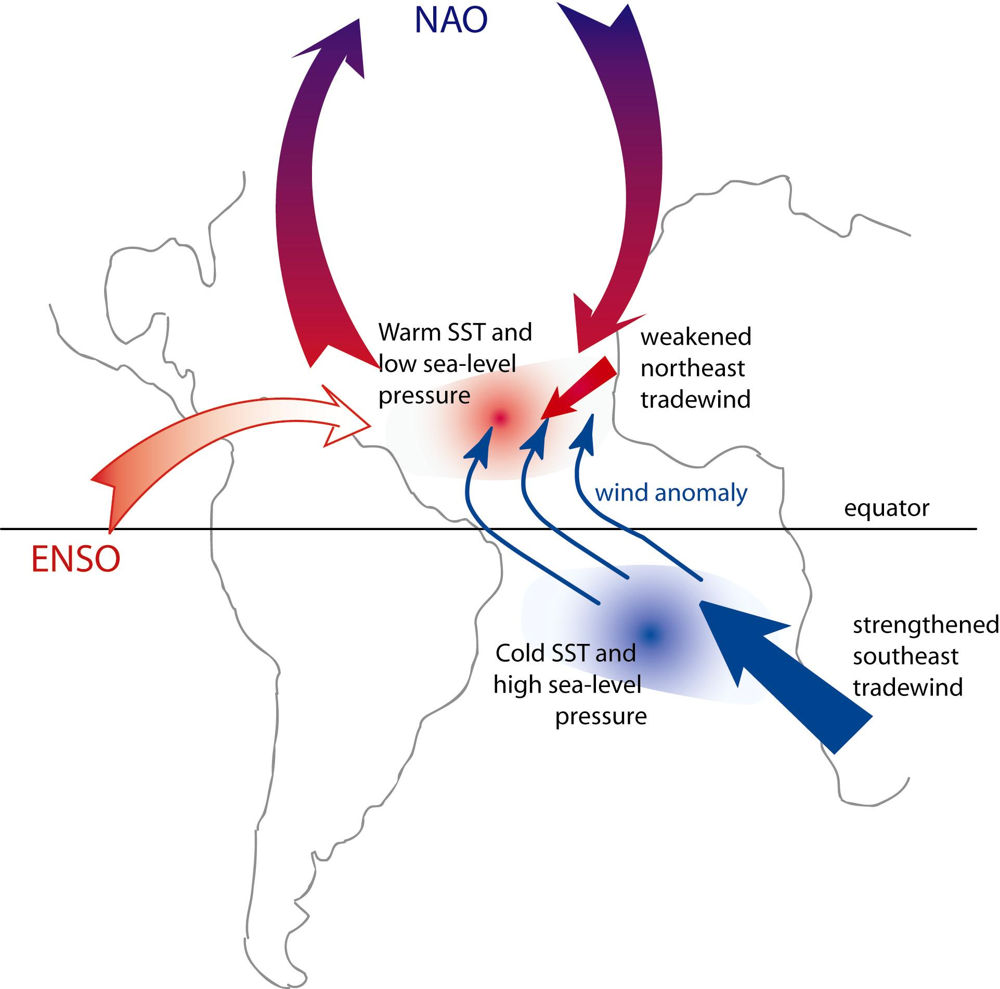 NAO
Warm SST and
low sea-level
pressure
weakened
northeast
tradewind
wind anomaly
equator
ENSO
strengthened
southeast
tradewind
Cold SST and
high sea-level
pressure